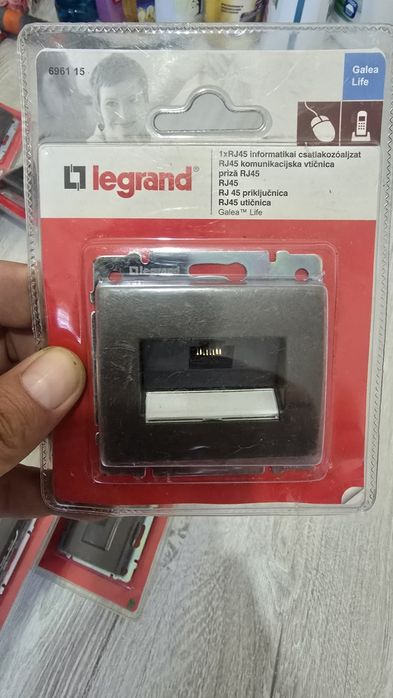 6961 15
Galea
Life
1xRJ45 informatikai csatlakozóaljzat
RJ45 komunikacijska vtičnica
priză RJ45
RJ45
RJ 45 priključnica
RJ45 utičnica
Galea™ Life
legrand®
legrand